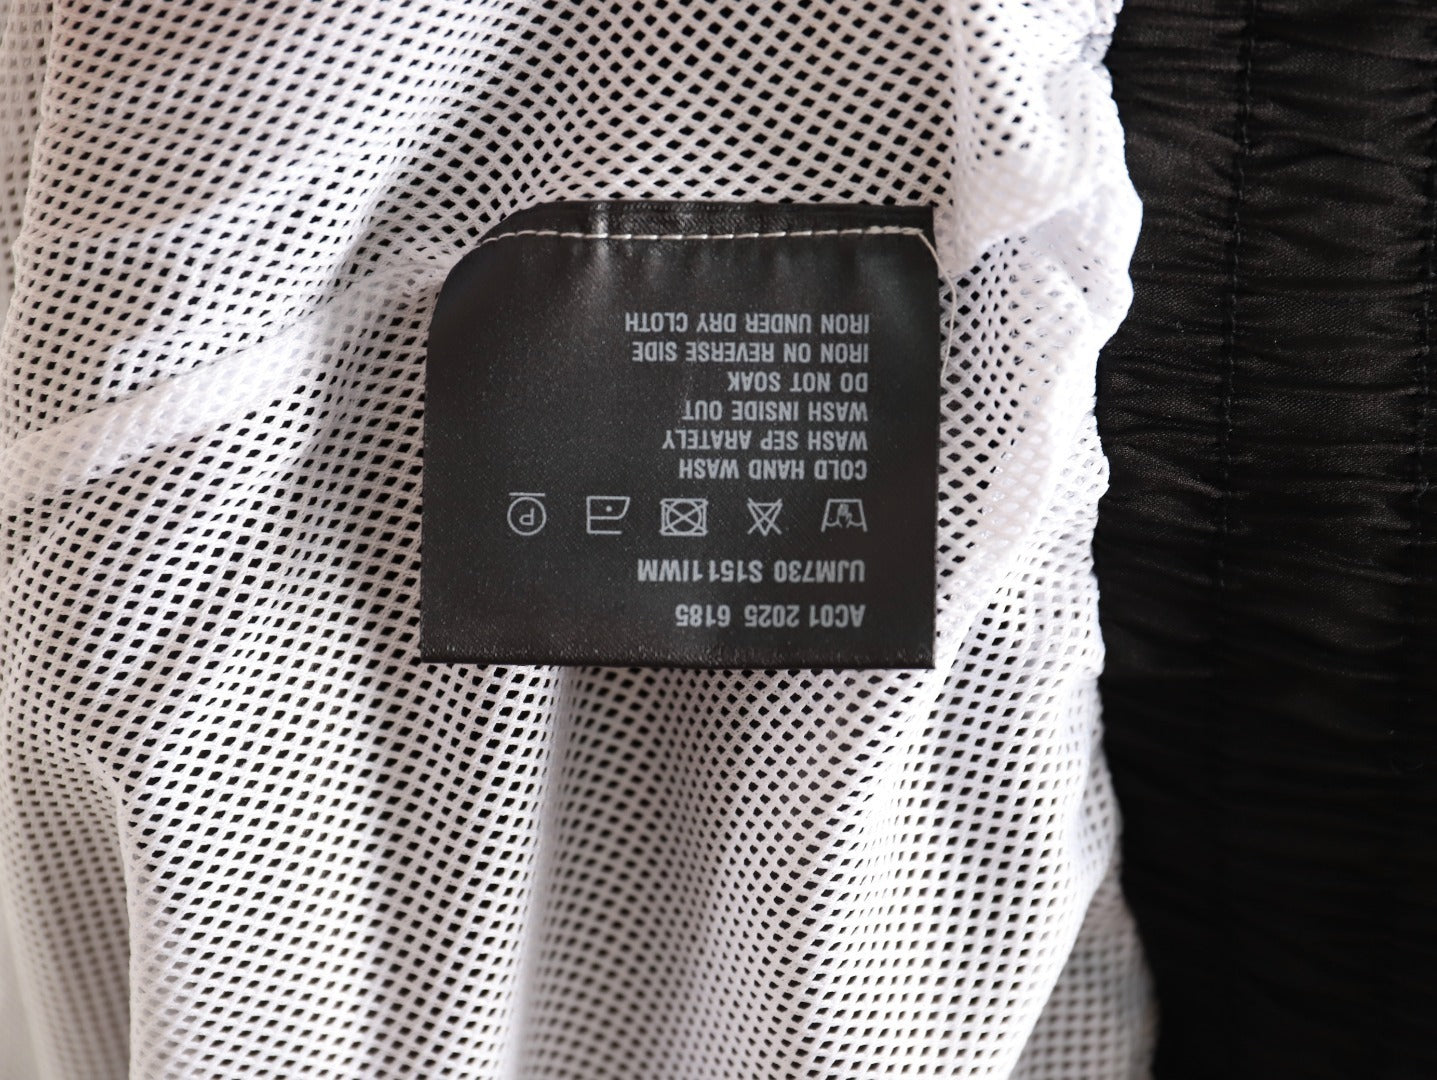 AC01 2025 6185
UJM730 S1511IWM
P
COLD HAND WASH
WASH SEP ARATELY
WASH INSIDE OUT
DO NOT SOAK
IRON ON REVERSE SIDE
IRON UNDER DRY CLOTH